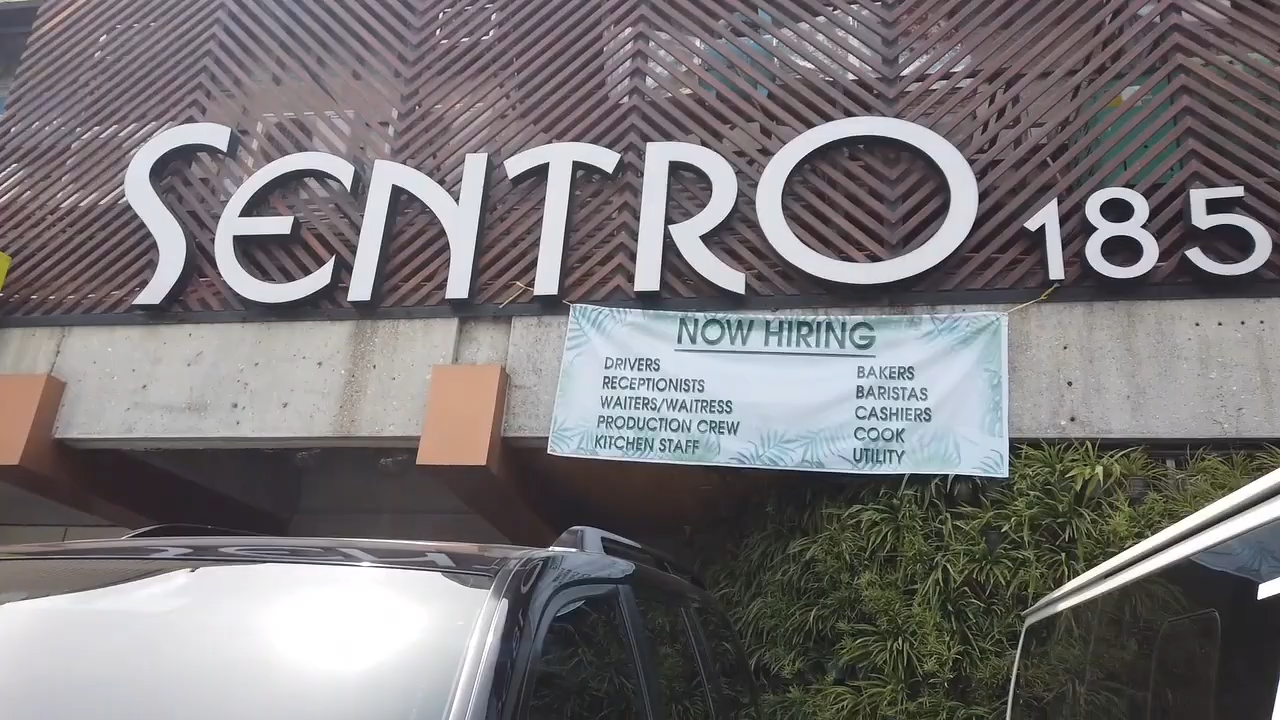 SENTRO 185
NOW HIRING
DRIVERS
RECEPTIONISTS
WAITERS/WAITRESS
PRODUCTION CREW
KITCHEN STAFF
BAKERS
BARISTAS
CASHIERS
COOK
UTILITY